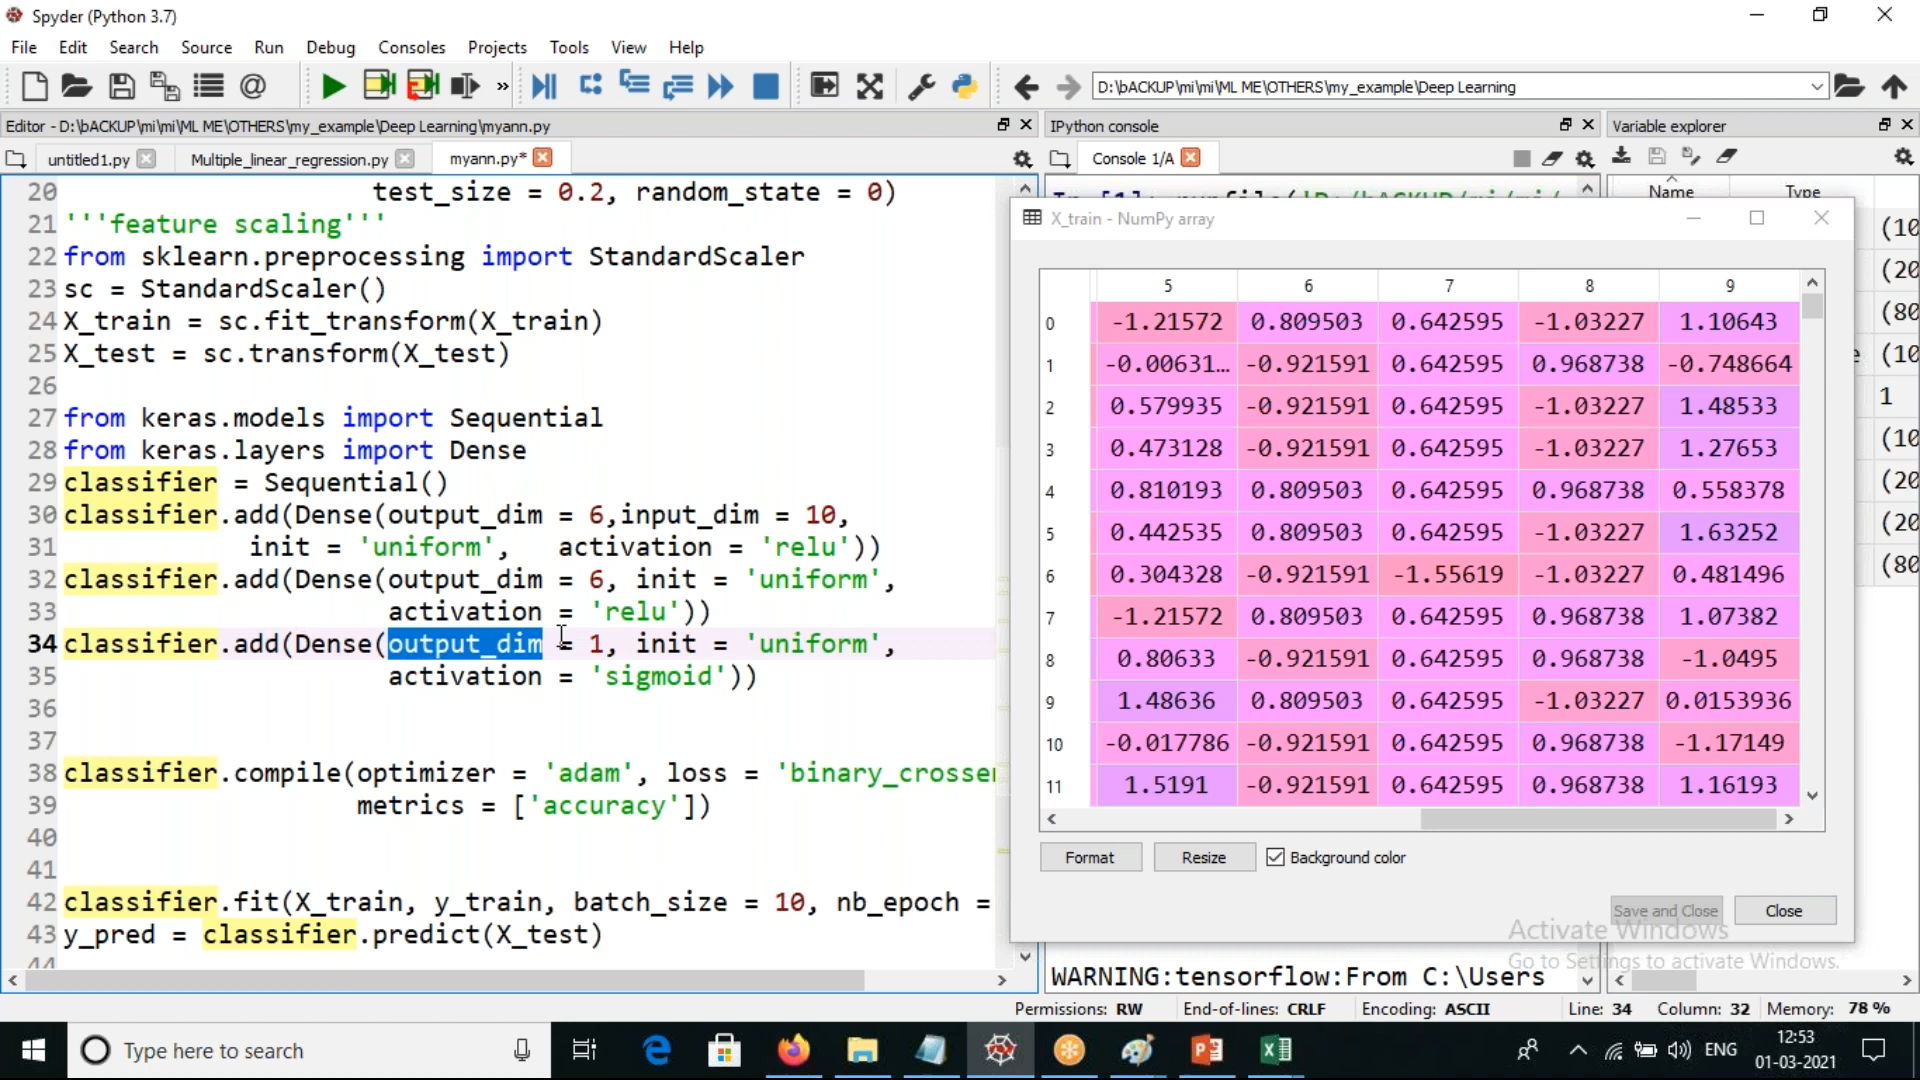 Spyder (Python 3.7)
File Edit Search Source Run Debug Consoles Projects Tools View Help
D:\bACKUP\mi\mi\ML ME\OTHERS\my_example\Deep Learning
Editor - D:\bACKUP\mi\mi\ML ME\OTHERS\my_example\Deep Learning\myann.py
IPython console
Variable explorer
untitled1.py Multiple_linear_regression.py myann.py*
Console 1/A
Name Type
20 test_size = 0.2, random_state = 0)
21 '''feature scaling'''
22 from sklearn.preprocessing import StandardScaler
23 sc = StandardScaler()
24 X_train = sc.fit_transform(X_train)
25 X_test = sc.transform(X_test)
26
27 from keras.models import Sequential
28 from keras.layers import Dense
29 classifier = Sequential()
30 classifier.add(Dense(output_dim = 6,input_dim = 10,
31 init = 'uniform', activation = 'relu'))
32 classifier.add(Dense(output_dim = 6, init = 'uniform',
33 activation = 'relu'))
34 classifier.add(Dense(output_dim = 1, init = 'uniform',
35 activation = 'sigmoid'))
36
37
38 classifier.compile(optimizer = 'adam', loss = 'binary_crosse
39 metrics = ['accuracy'])
40
41
42 classifier.fit(X_train, y_train, batch_size = 10, nb_epoch =
43 y_pred = classifier.predict(X_test)
44
X_train - NumPy array
5 6 7 8 9
0 -1.21572 0.809503 0.642595 -1.03227 1.10643
1 -0.00631... -0.921591 0.642595 0.968738 -0.748664
2 0.579935 -0.921591 0.642595 -1.03227 1.48533
3 0.473128 -0.921591 0.642595 -1.03227 1.27653
4 0.810193 0.809503 0.642595 0.968738 0.558378
5 0.442535 0.809503 0.642595 -1.03227 1.63252
6 0.304328 -0.921591 -1.55619 -1.03227 0.481496
7 -1.21572 0.809503 0.642595 0.968738 1.07382
8 0.80633 -0.921591 0.642595 0.968738 -1.0495
9 1.48636 0.809503 0.642595 -1.03227 0.0153936
10 -0.017786 -0.921591 0.642595 0.968738 -1.17149
11 1.5191 -0.921591 0.642595 0.968738 1.16193
Format Resize Background color
Save and Close Close
(10
(20
(80
(10
1
(10
(20
(20
(80
Activate Windows
Go to Settings to activate Windows.
WARNING:tensorflow:From C:\Users
Permissions: RW End-of-lines: CRLF Encoding: ASCII Line: 34 Column: 32 Memory: 78 %
Type here to search
ENG
12:53
01-03-2021